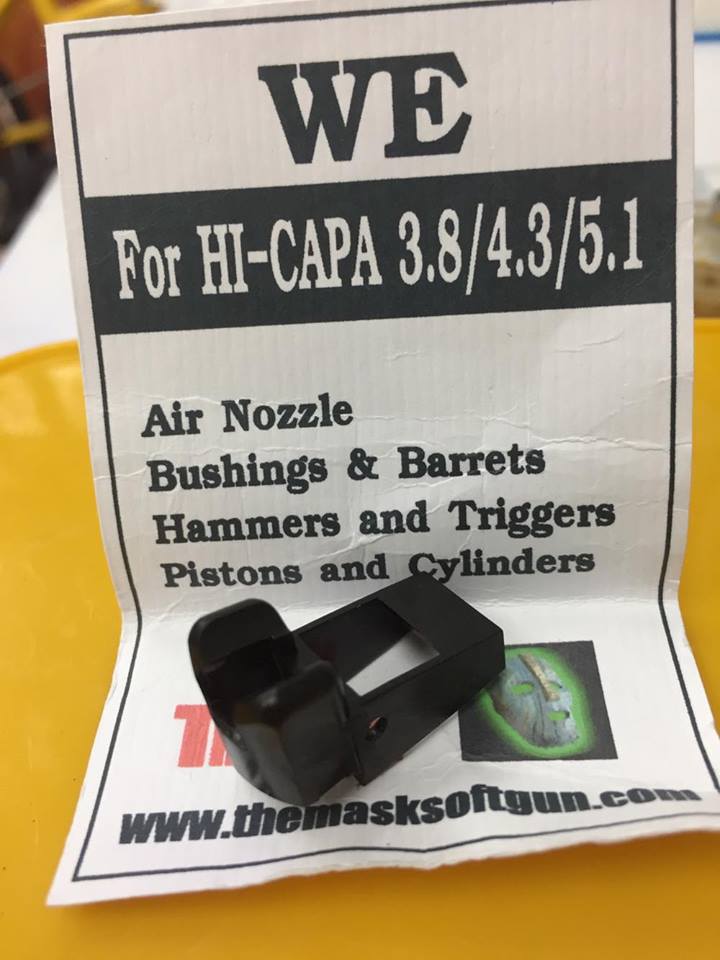 WE
For HI-CAPA 3.8/4.3/5.1
Air Nozzle
Bushings & Barrets
Hammers and Triggers
Pistons and Cylinders
www.themasksoftgun.com